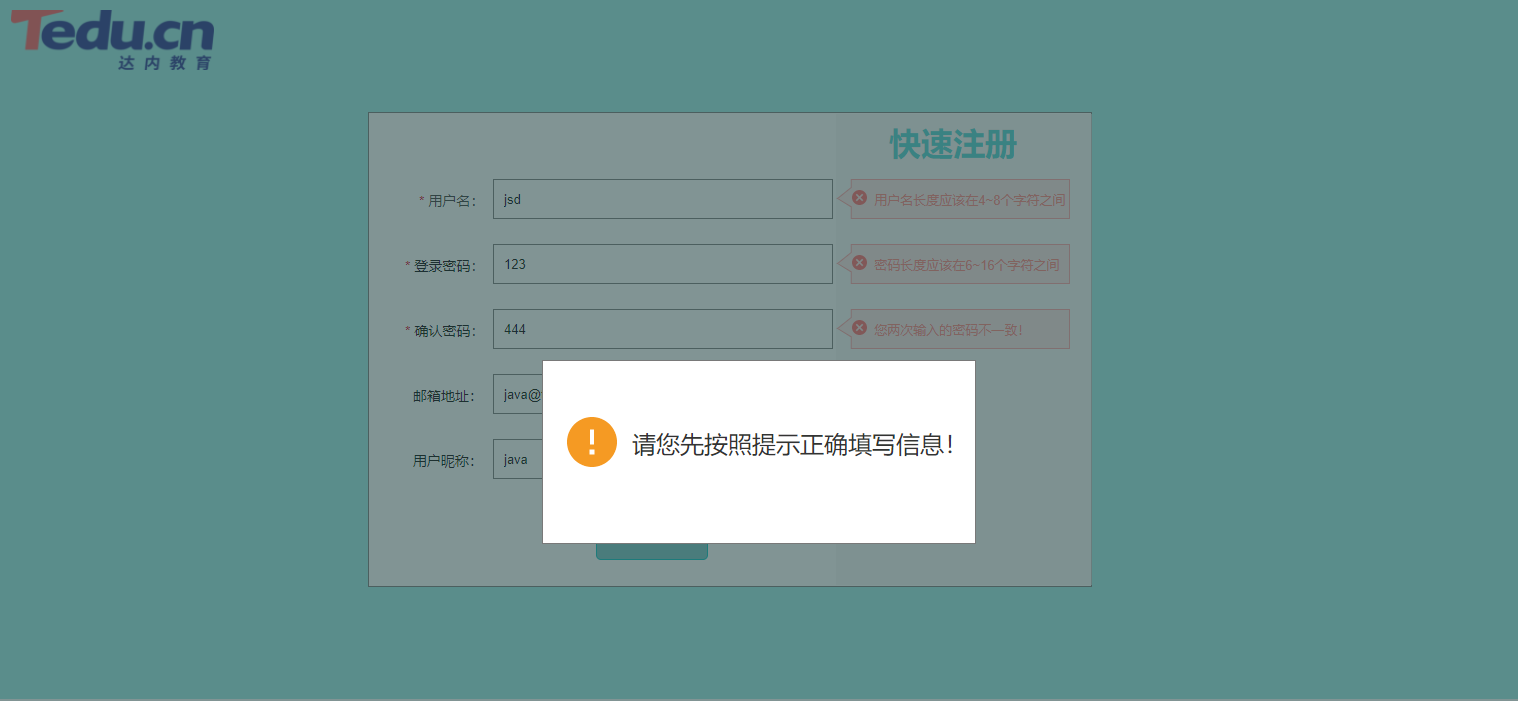 Tedu.cn
达内教育
快速注册
* 用户名： jsd 用户名长度应该在4~8个字符之间
* 登录密码： 123 密码长度应该在6~16个字符之间
* 确认密码： 444 您两次输入的密码不一致!
邮箱地址： java@
请您先按照提示正确填写信息!
用户昵称： java